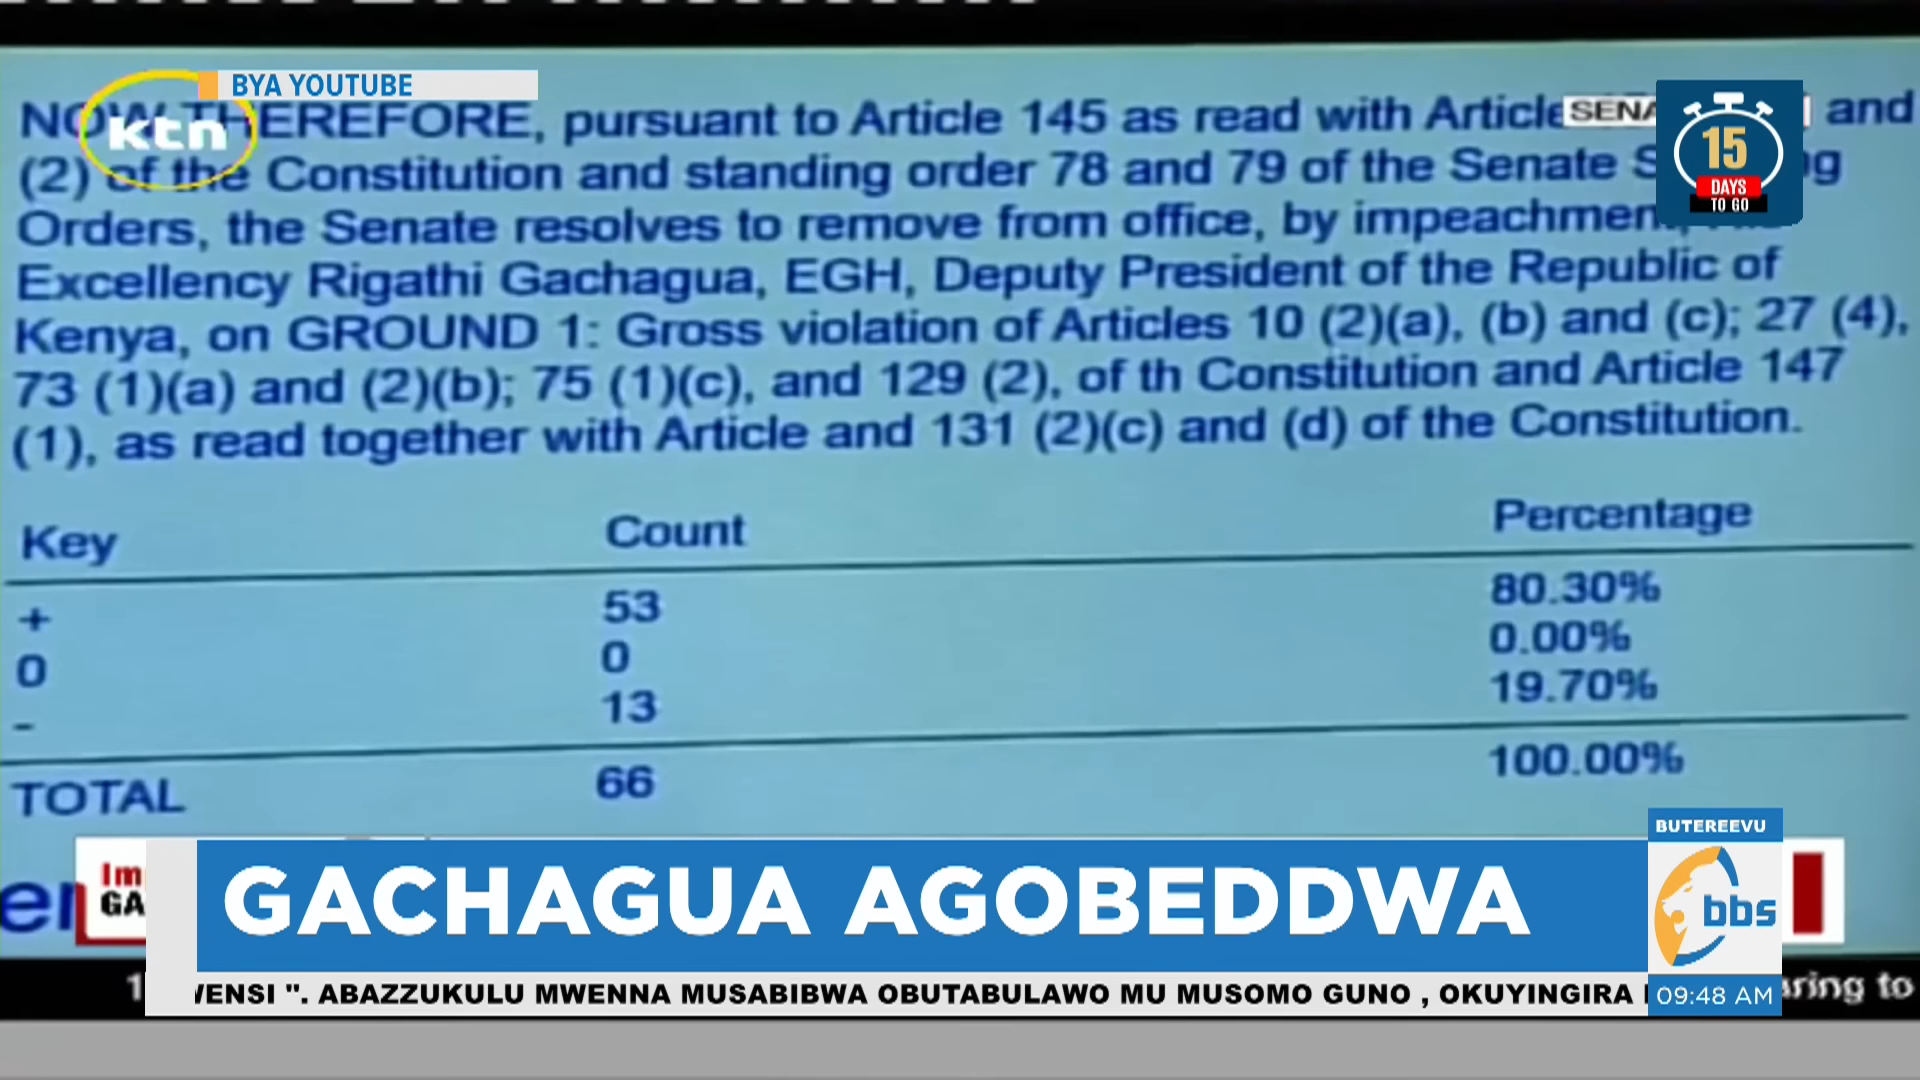 BYA YOUTUBE
ktn
NOW THEREFORE, pursuant to Article 145 as read with Article and
(2) of the Constitution and standing order 78 and 79 of the Senate
Orders, the Senate resolves to remove from office, by impeachment,
Excellency Rigathi Gachagua, EGH, Deputy President of the Republic of
Kenya, on GROUND 1: Gross violation of Articles 10 (2)(a), (b) and (c); 27 (4),
73 (1)(a) and (2)(b); 75 (1)(c), and 129 (2), of th Constitution and Article 147
(1), as read together with Article and 131 (2)(c) and (d) of the Constitution.
15
DAYS
TO GO
Key Count Percentage
+ 53 80.30%
0 0 0.00%
- 13 19.70%
TOTAL 66 100.00%
BUTEREEVU
bbs
GACHAGUA AGOBEDDWA
". ABAZZUKULU MWENNA MUSABIBWA OBUTABULAWO MU MUSOMO GUNO , OKUYINGIRA
09:48 AM
to